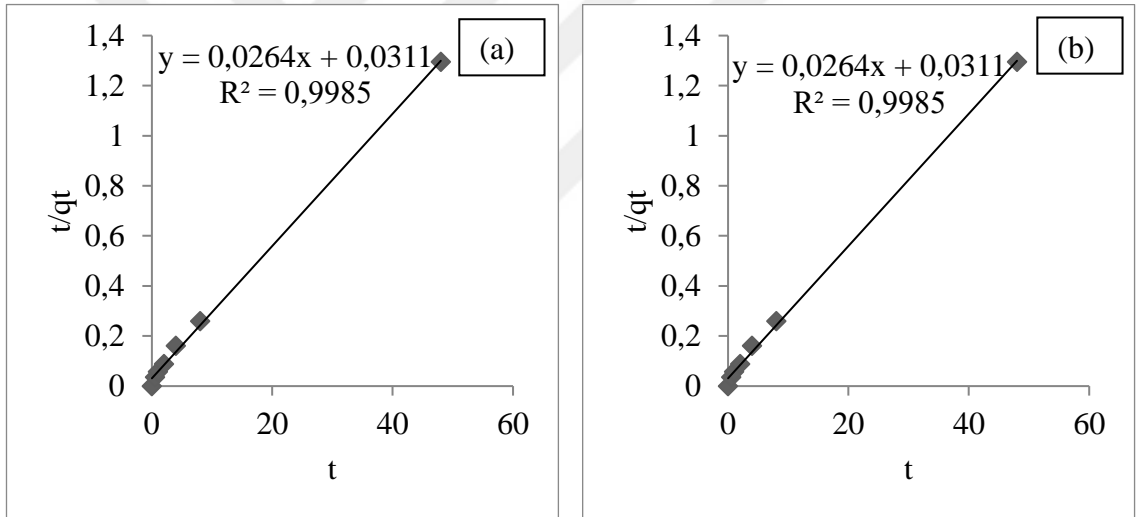 (a)
y = 0,0264x + 0,0311
R² = 0,9985
1,4
1,2
1
0,8
0,6
0,4
0,2
0
t/qt
0 20 40 60
t
(b)
y = 0,0264x + 0,0311
R² = 0,9985
1,4
1,2
1
0,8
0,6
0,4
0,2
0
t/qt
0 20 40 60
t